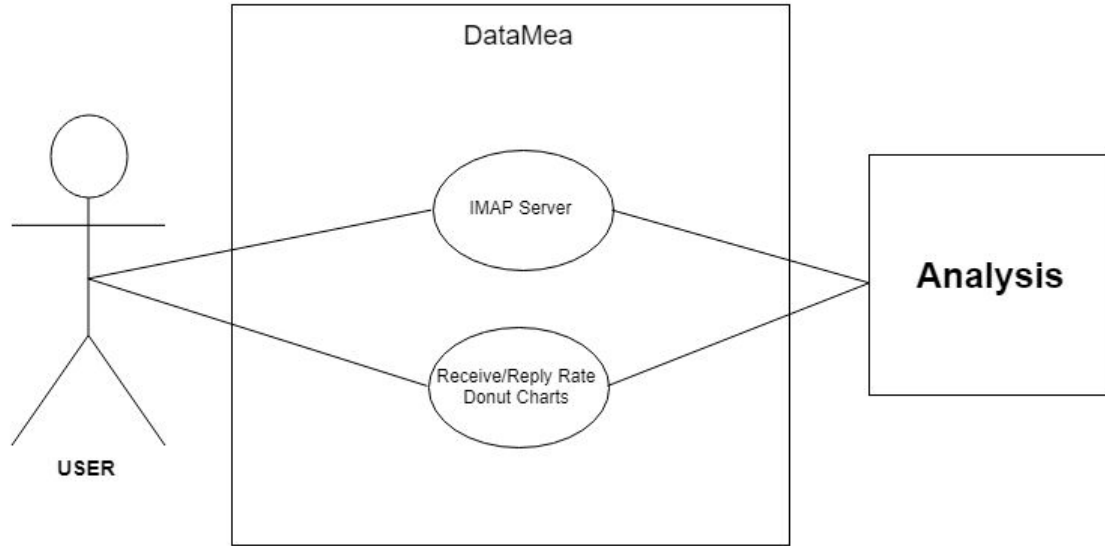 DataMea
IMAP Server
Analysis
Receive/Reply Rate
Donut Charts
USER